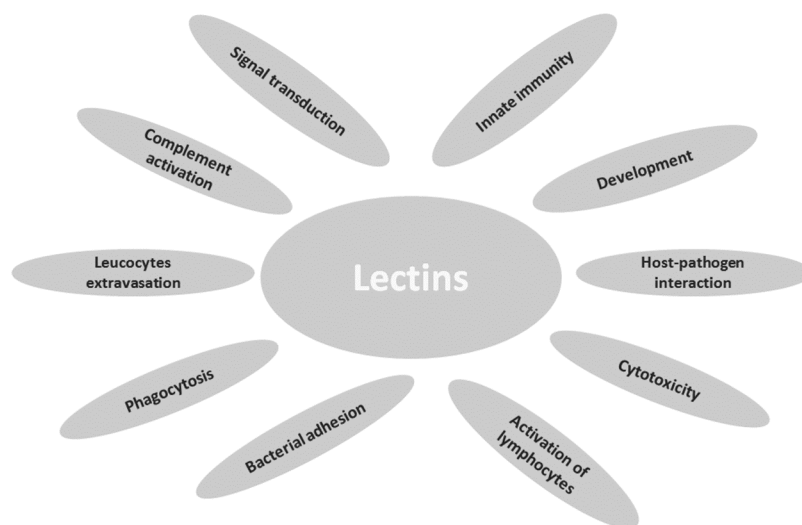 Signal transduction
Innate immunity
Complement
activation
Development
Leucocytes
extravasation
Lectins
Host-pathogen
interaction
Phagocytosis
Cytotoxicity
Bacterial adhesion
Activation of
lymphocytes